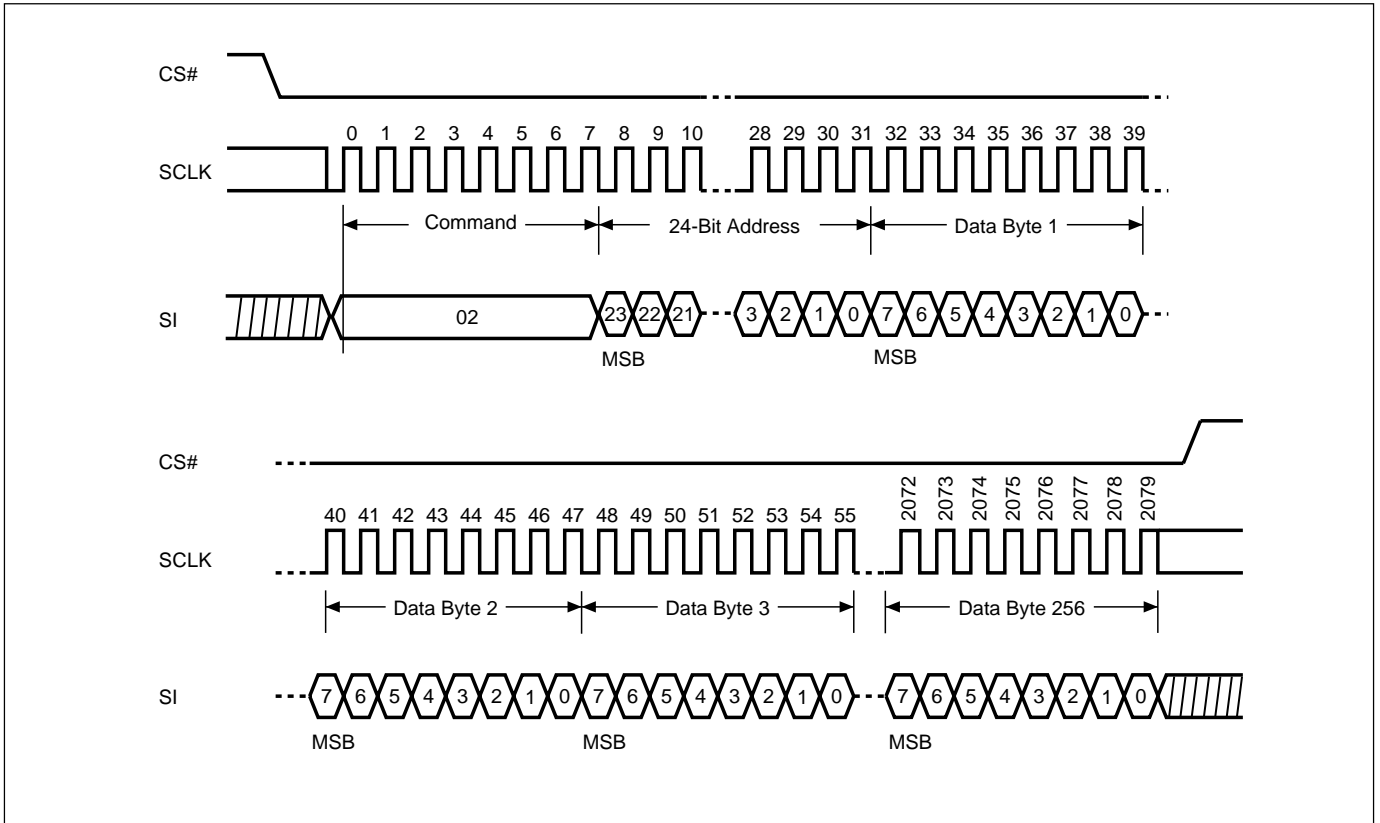 CS#
0 1 2 3 4 5 6 7 8 9 10 28 29 30 31 32 33 34 35 36 37 38 39
SCLK
Command 24-Bit Address Data Byte 1
SI 02 23 22 21 3 2 1 0 7 6 5 4 3 2 1 0
MSB MSB
CS#
40 41 42 43 44 45 46 47 48 49 50 51 52 53 54 55 2072 2073 2074 2075 2076 2077 2078 2079
SCLK
Data Byte 2 Data Byte 3 Data Byte 256
SI 7 6 5 4 3 2 1 0 7 6 5 4 3 2 1 0 7 6 5 4 3 2 1 0
MSB MSB MSB